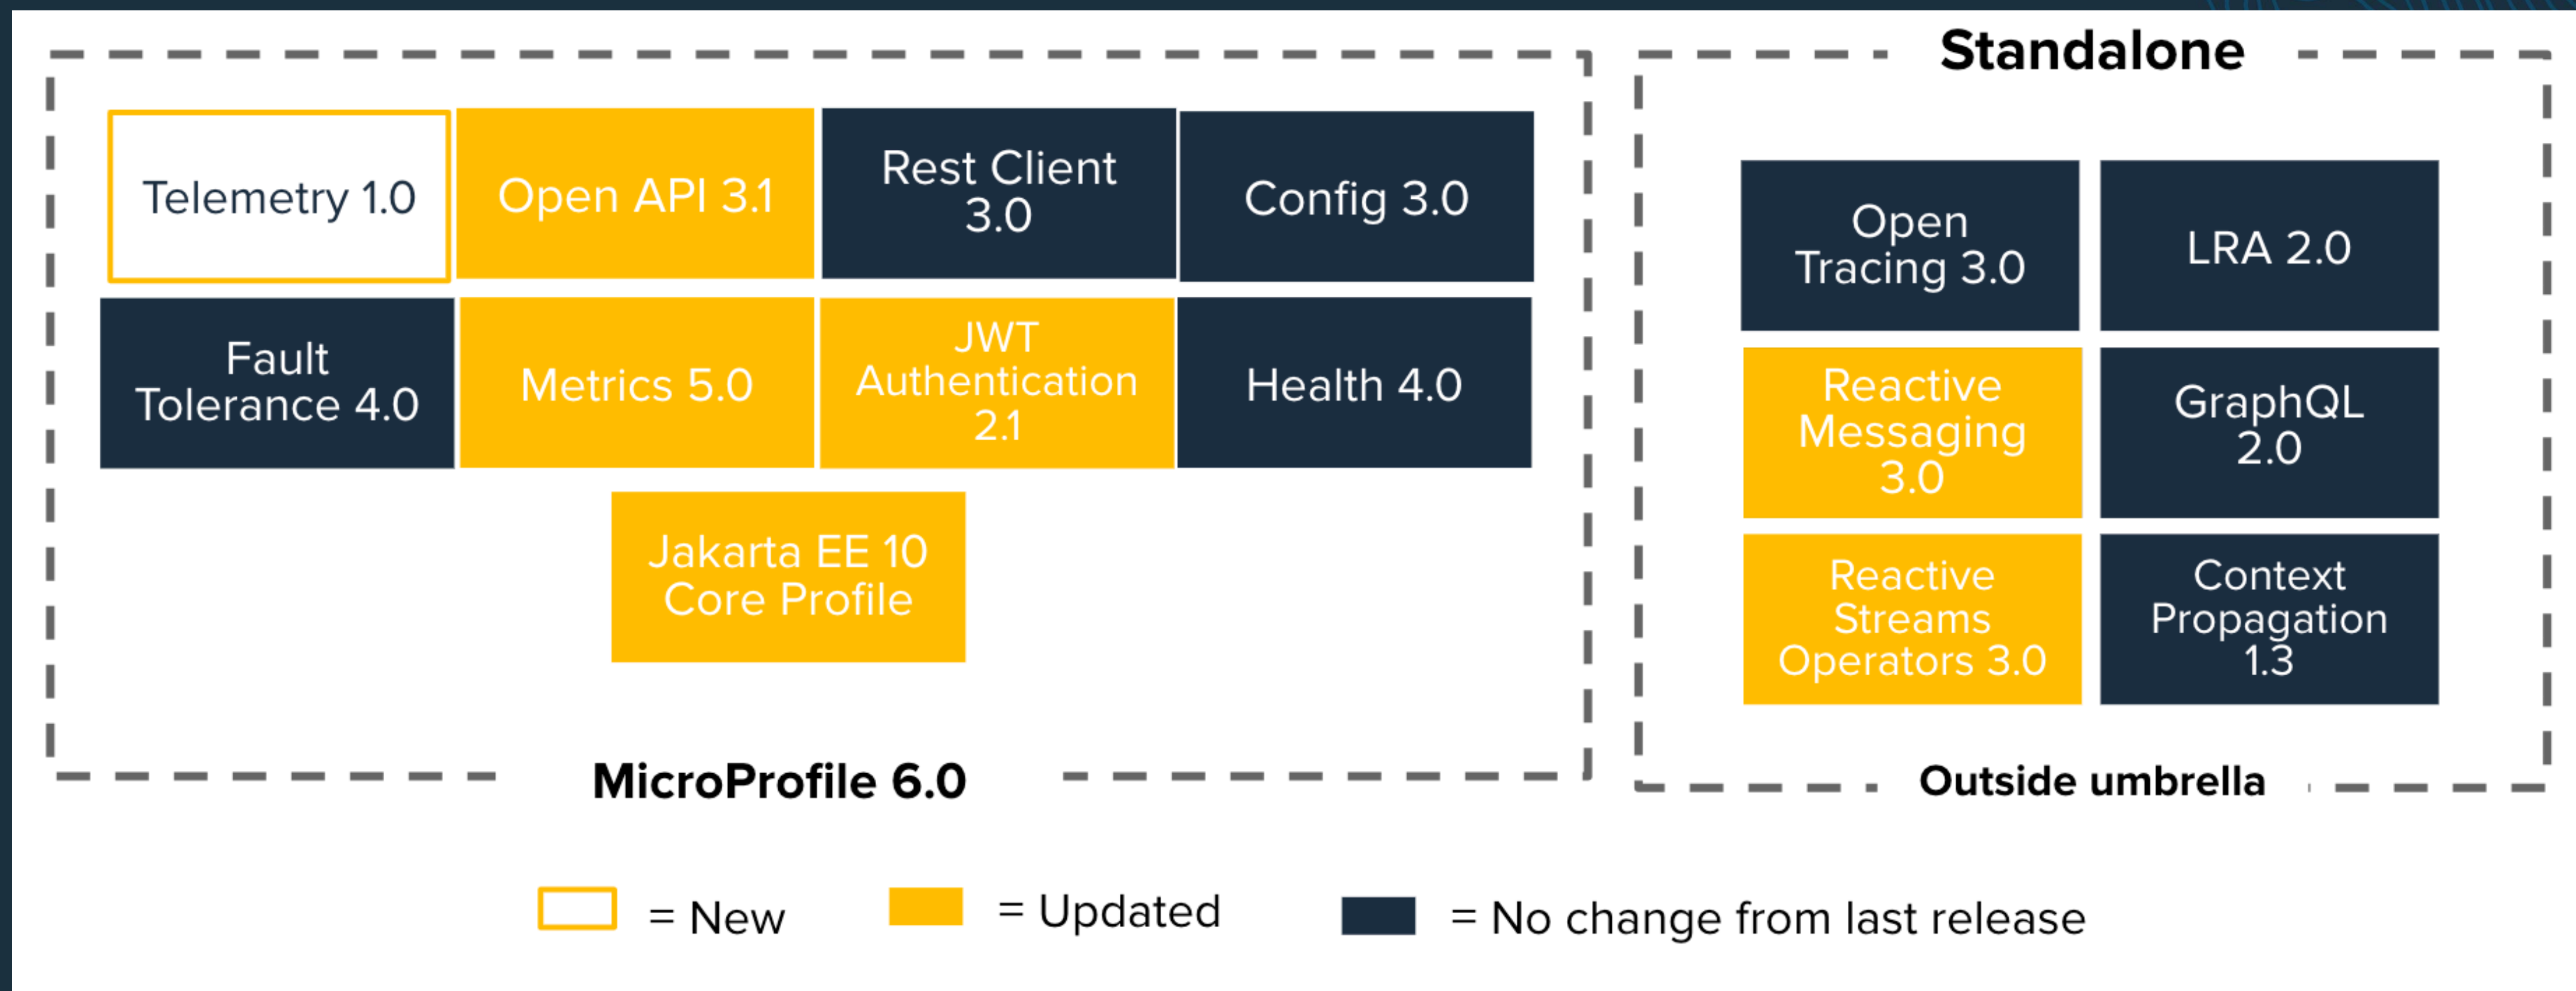 Standalone
Telemetry 1.0
Open API 3.1
Rest Client
3.0
Config 3.0
Fault
Tolerance 4.0
Metrics 5.0
JWT
Authentication
2.1
Health 4.0
Jakarta EE 10
Core Profile
MicroProfile 6.0
Open
Tracing 3.0
LRA 2.0
Reactive
Messaging
3.0
GraphQL
2.0
Reactive
Streams
Operators 3.0
Context
Propagation
1.3
Outside umbrella
= New
= Updated
= No change from last release